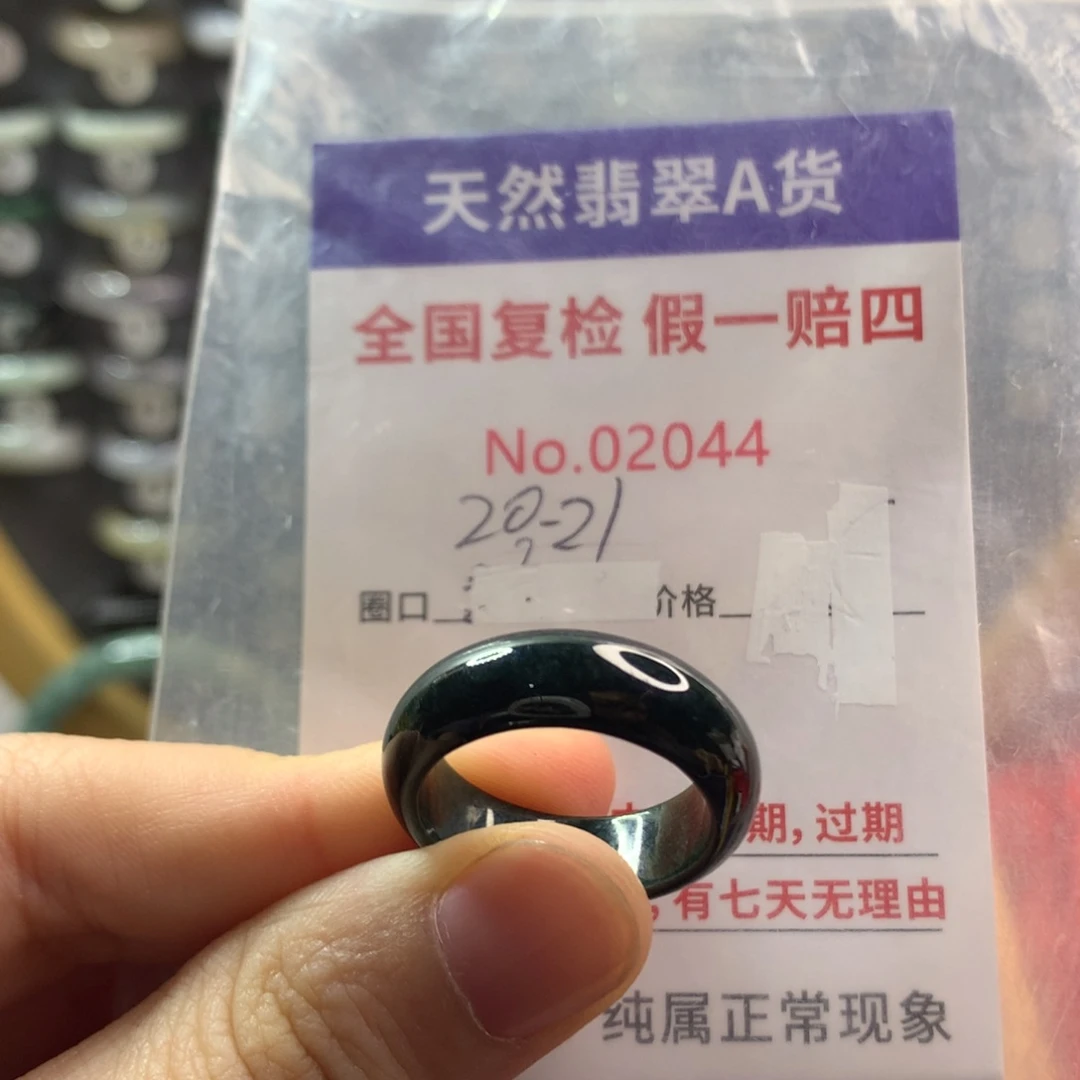 天然翡翠A货
全国复检 假一赔四
No.02044
20-21
圈口 价格
期，过期
，有七天无理由
纯属正常现象